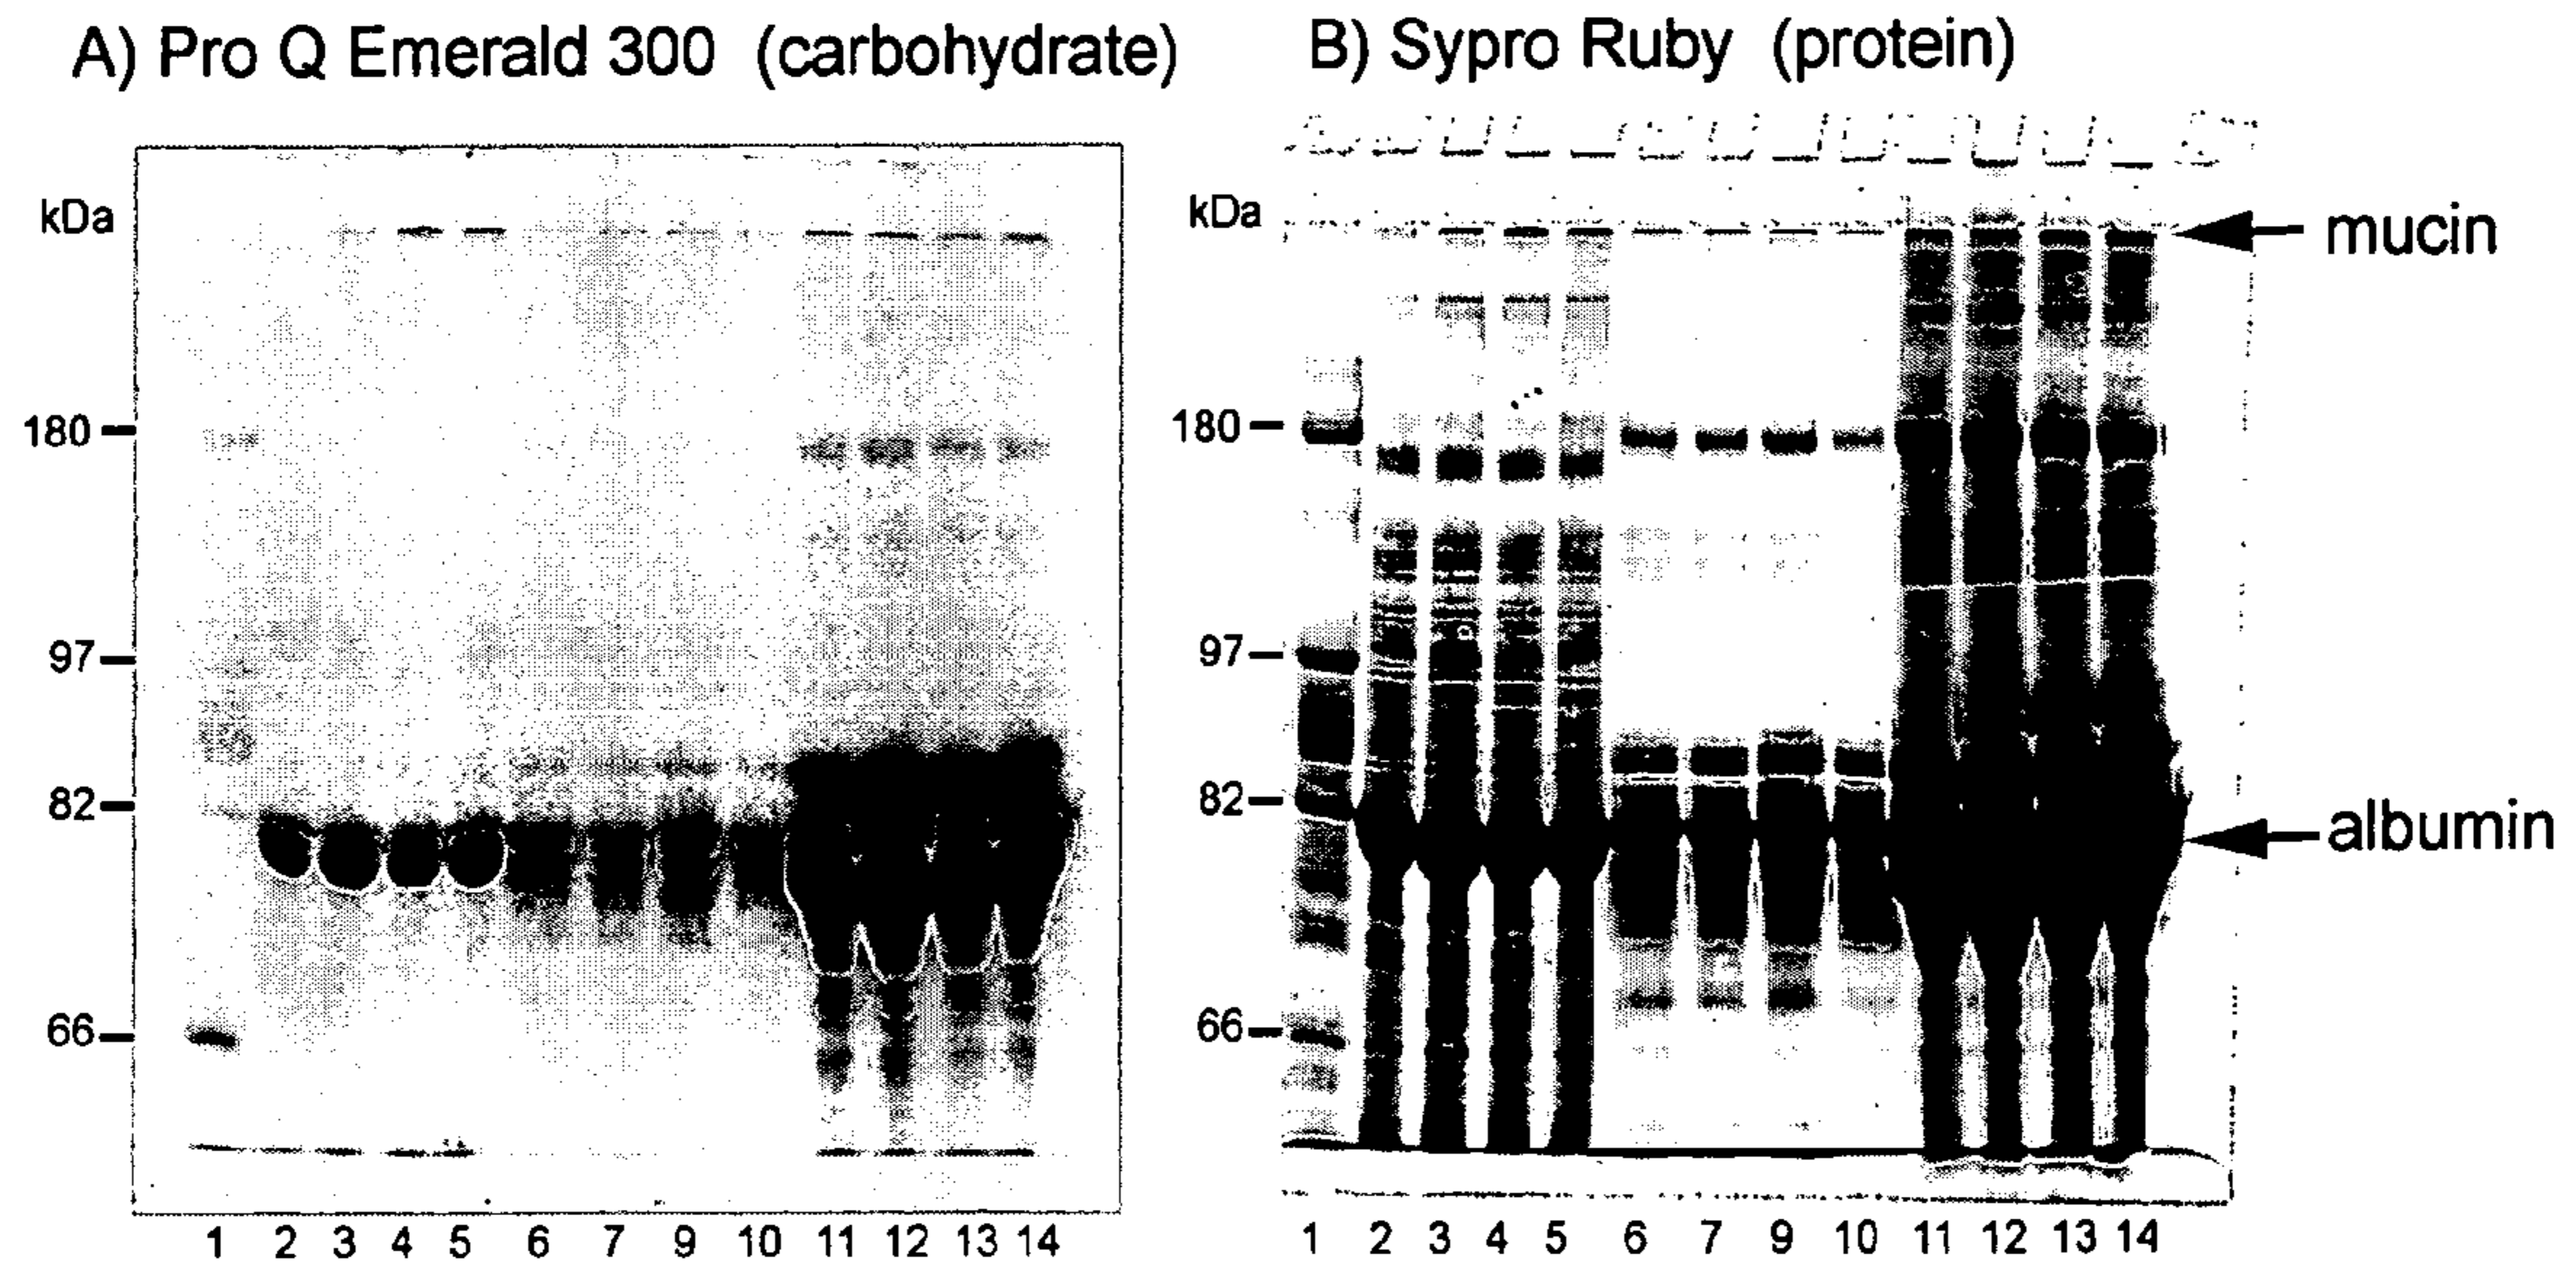 A) Pro Q Emerald 300 (carbohydrate)
kDa
180
97
82
66
1 2 3 4 5 6 7 9 10 11 12 13 14
B) Sypro Ruby (protein)
kDa
180
97
82
66
mucin
albumin
1 2 3 4 5 6 7 9 10 11 12 13 14